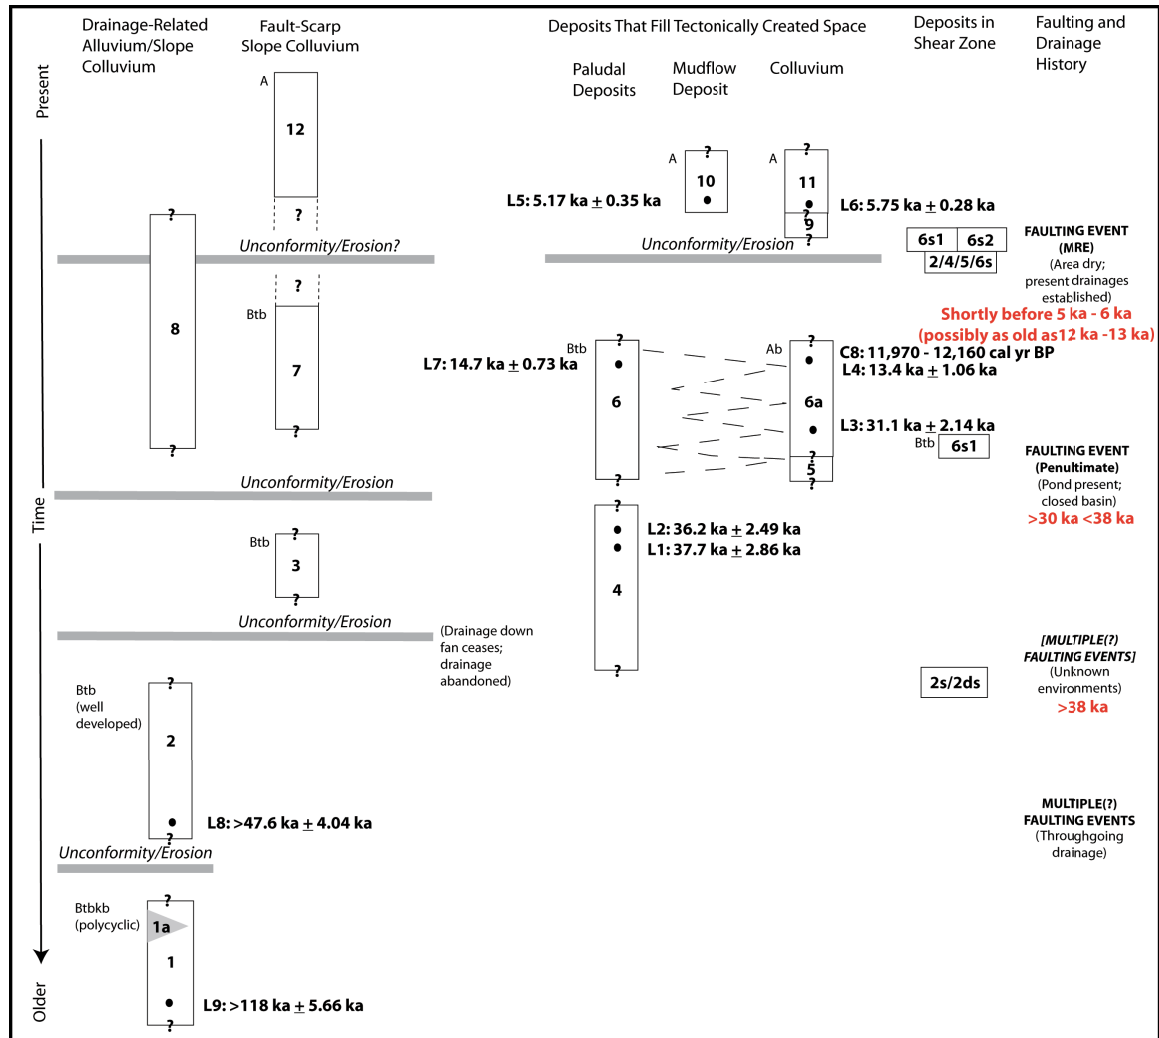 Drainage-Related
Alluvium/Slope
Colluvium
Fault-Scarp
Slope Colluvium
Deposits That Fill Tectonically Created Space
Paludal
Deposits
Mudflow
Deposit
Colluvium
Deposits in
Shear Zone
Faulting and
Drainage
History
Present
Time
Older
A
12
?
?
Unconformity/Erosion?
8
?
?
Btb
7
?
Unconformity/Erosion
?
Btb
3
?
Unconformity/Erosion
(Drainage down
fan ceases;
drainage
abandoned)
Btb
(well
developed)
?
2
L8: >47.6 ka ± 4.04 ka
?
Unconformity/Erosion
Btbkb
(polycyclic)
?
1a
1
L9: >118 ka ± 5.66 ka
?
L5: 5.17 ka ± 0.35 ka
A
?
10
A
?
11
L6: 5.75 ka ± 0.28 ka
?
9
?
Unconformity/Erosion
L7: 14.7 ka ± 0.73 ka
Btb
?
6
?
Ab
?
C8: 11,970 - 12,160 cal yr BP
L4: 13.4 ka ± 1.06 ka
6a
L3: 31.1 ka ± 2.14 ka
?
5
?
?
L2: 36.2 ka ± 2.49 ka
L1: 37.7 ka ± 2.86 ka
4
?
6s1
6s2
2/4/5/6s
Btb
6s1
2s/2ds
FAULTING EVENT
(MRE)
(Area dry;
present drainages
established)
Shortly before 5 ka - 6 ka
(possibly as old as12 ka -13 ka)
FAULTING EVENT
(Penultimate)
(Pond present;
closed basin)
>30 ka <38 ka
[MULTIPLE(?)
FAULTING EVENTS]
(Unknown
environments)
>38 ka
MULTIPLE(?)
FAULTING EVENTS
(Throughgoing
drainage)